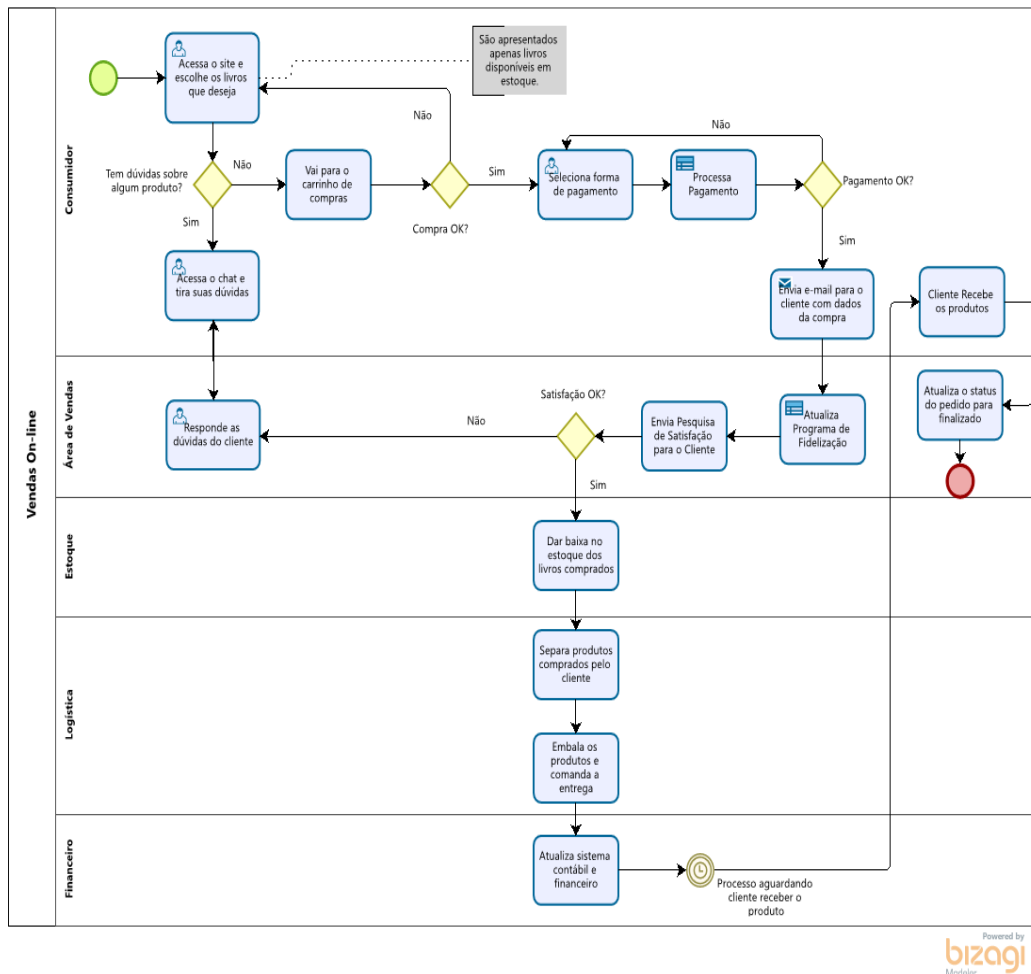 Vendas On-line
Consumidor
Acessa o site e
escolhe os livros
que deseja
São apresentados
apenas livros
disponíveis em
estoque.
Não
Não
Tem dúvidas sobre
algum produto?
Não
Vai para o
carrinho de
compras
Sim
Compra OK?
Seleciona forma
de pagamento
Processa
Pagamento
Pagamento OK?
Sim
Sim
Acessa o chat e
tira suas dúvidas
Envia e-mail para o
cliente com dados
da compra
Cliente Recebe
os produtos
Área de Vendas
Responde as
dúvidas do cliente
Não
Satisfação OK?
Sim
Envia Pesquisa
de Satisfação
para o Cliente
Atualiza
Programa de
Fidelização
Atualiza o status
do pedido para
finalizado
Estoque
Dar baixa no
estoque dos
livros comprados
Logística
Separa produtos
comprados pelo
cliente
Embala os
produtos e
comanda a
entrega
Financeiro
Atualiza sistema
contábil e
financeiro
Processo aguardando
cliente receber o
produto
Powered by
bizagi
Modeler